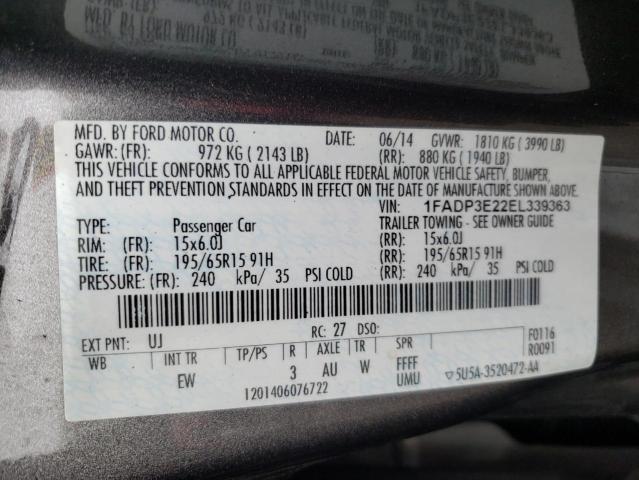 MFD. BY FORD MOTOR CO. DATE: 06/14 GVWR: 1810 KG ( 3990 LB)
GAWR: (FR): 972 KG ( 2143 LB) (RR): 880 KG ( 1940 LB)
THIS VEHICLE CONFORMS TO ALL APPLICABLE FEDERAL MOTOR VEHICLE SAFETY, BUMPER,
AND THEFT PREVENTION STANDARDS IN EFFECT ON THE DATE OF MANUFACTURE SHOWN ABOVE.
VIN: 1FADP3E22EL339363
TYPE: Passenger Car TRAILER TOWING - SEE OWNER GUIDE
RIM: (FR): 15x6.0J (RR): 15x6.0J
TIRE: (FR): 195/65R15 91H (RR): 195/65R15 91H
PRESSURE: (FR): 240 kPa/ 35 PSI COLD (RR): 240 kPa/ 35 PSI COLD
EXT PNT: UJ RC: 27 DSO: F0116
WB INT TR TP/PS R AXLE TR SPR R0091
EW 3 AU W FFFF
UMU 5U5A-3520472-AA
1201406076722